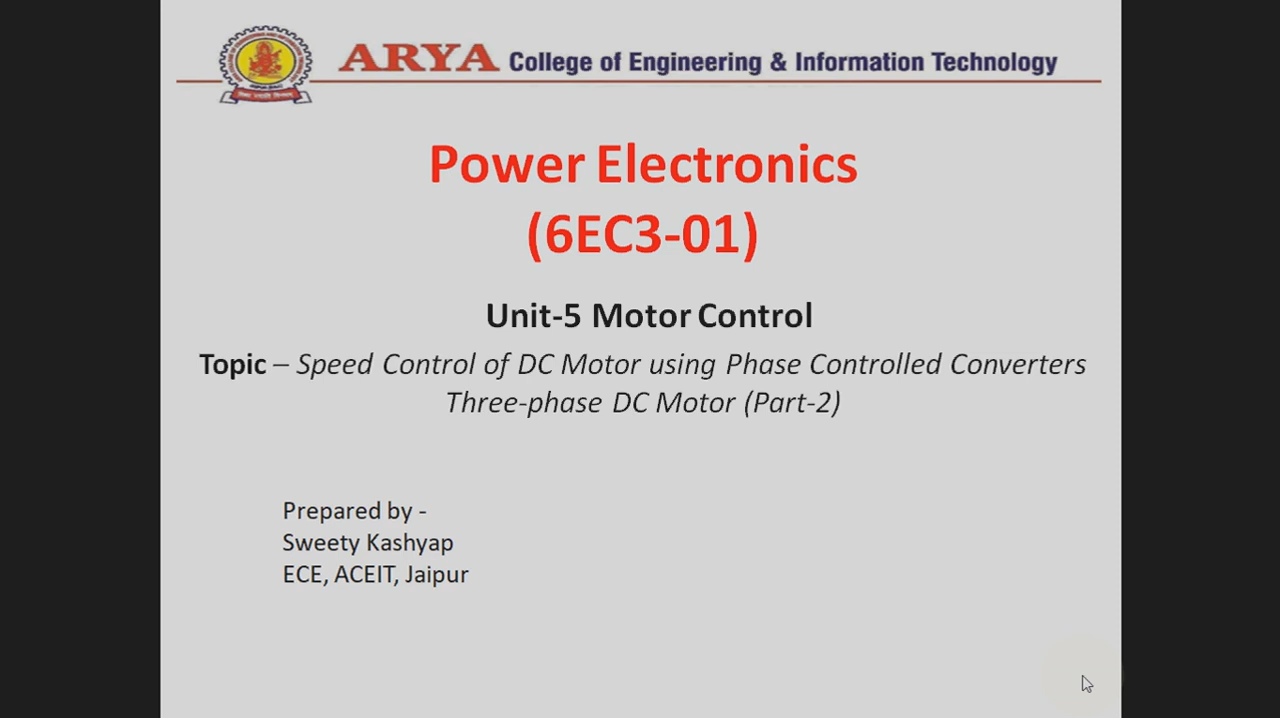 ARYA College of Engineering & Information Technology
Power Electronics
(6EC3-01)
Unit-5 Motor Control
Topic – Speed Control of DC Motor using Phase Controlled Converters
Three-phase DC Motor (Part-2)
Prepared by -
Sweety Kashyap
ECE, ACEIT, Jaipur